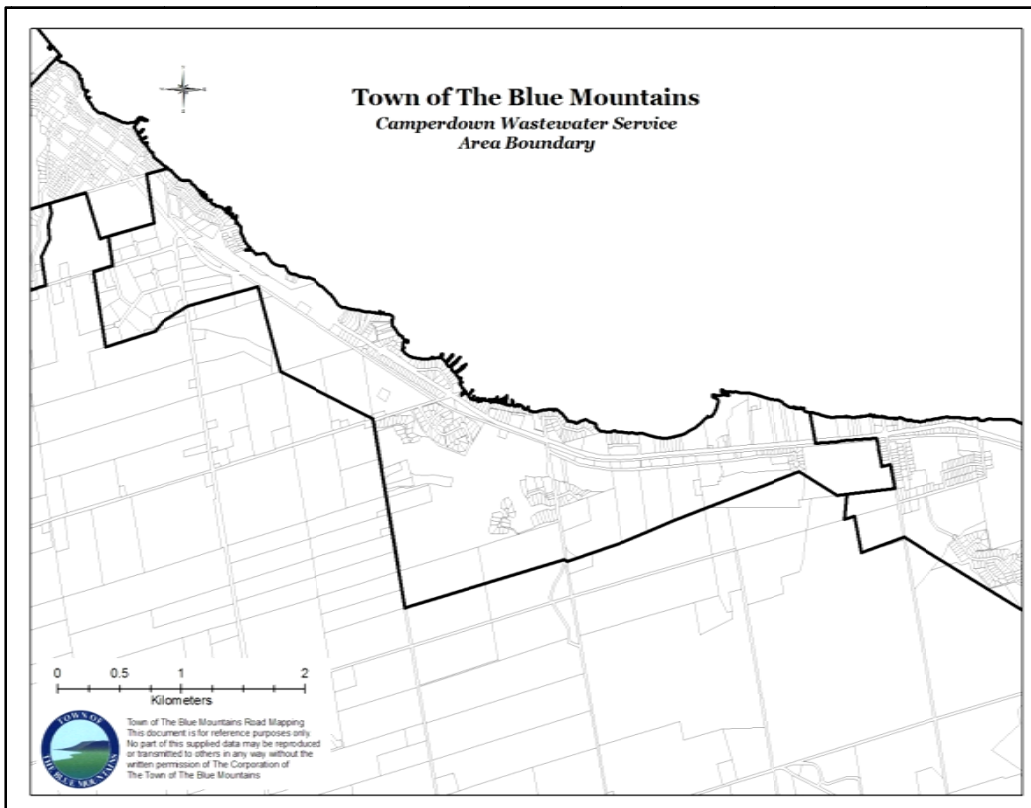 Town of The Blue Mountains
Camperdown Wastewater Service
Area Boundary
0 0.5 1 2
Kilometers
TOWN OF
THE BLUE MOUNTAINS
Town of The Blue Mountains Road Mapping
This document is for reference purposes only.
No part of this supplied data may be reproduced
or transmitted to others in any way without the
written permission of The Corporation of
The Town of The Blue Mountains